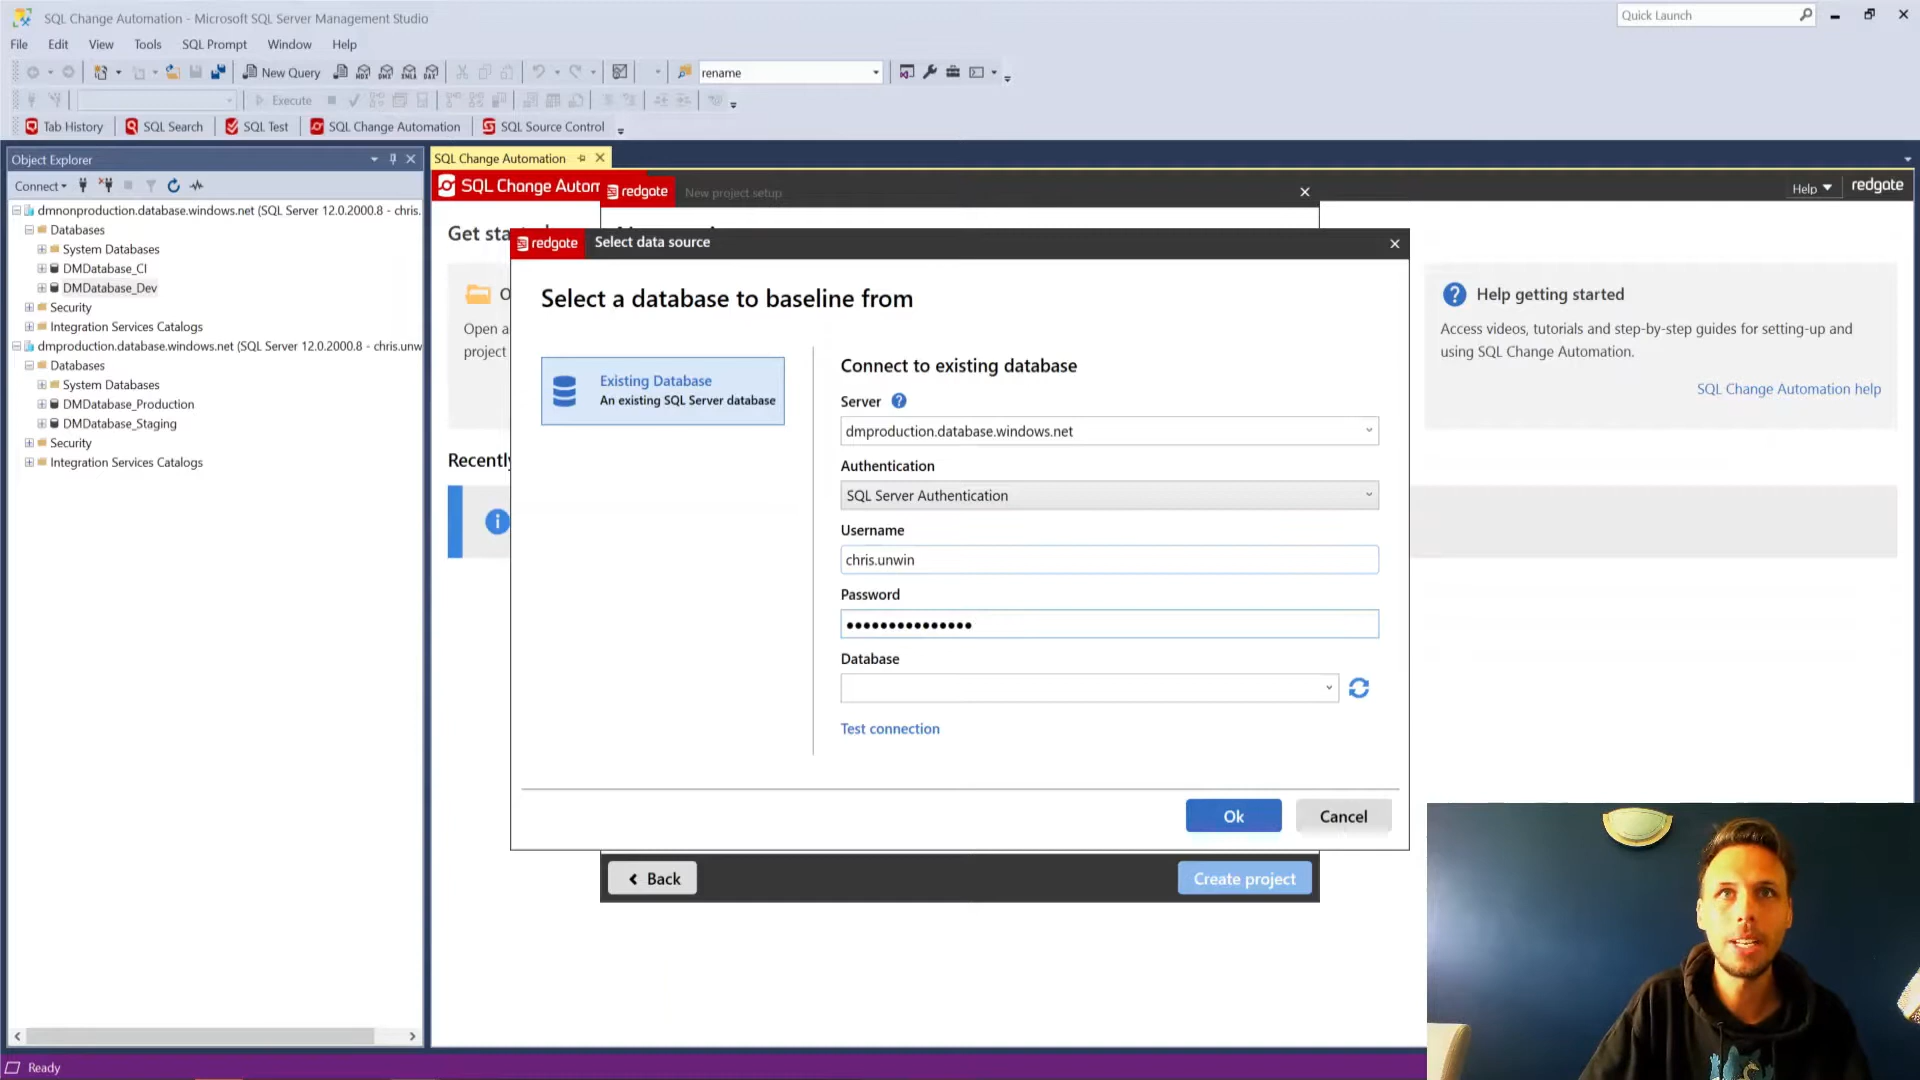 SQL Change Automation - Microsoft SQL Server Management Studio
Quick Launch
File Edit View Tools SQL Prompt Window Help
New Query
rename
Execute
Tab History SQL Search SQL Test SQL Change Automation SQL Source Control
Object Explorer
Connect
dmnonproduction.database.windows.net (SQL Server 12.0.2000.8 - chris.
Databases
System Databases
DMDatabase_CI
DMDatabase_Dev
Security
Integration Services Catalogs
dmproduction.database.windows.net (SQL Server 12.0.2000.8 - chris.unw
Databases
System Databases
DMDatabase_Production
DMDatabase_Staging
Security
Integration Services Catalogs
SQL Change Automation
SQL Change Autom
redgate New project setup
Help
redgate
Get sta
O
Open a
project
Recently
redgate Select data source
Select a database to baseline from
Existing Database
An existing SQL Server database
Connect to existing database
Server
dmproduction.database.windows.net
Authentication
SQL Server Authentication
Username
chris.unwin
Password
●●●●●●●●●●●●●●●
Database
Test connection
Ok Cancel
Back Create project
Help getting started
Access videos, tutorials and step-by-step guides for setting-up and
using SQL Change Automation.
SQL Change Automation help
Ready